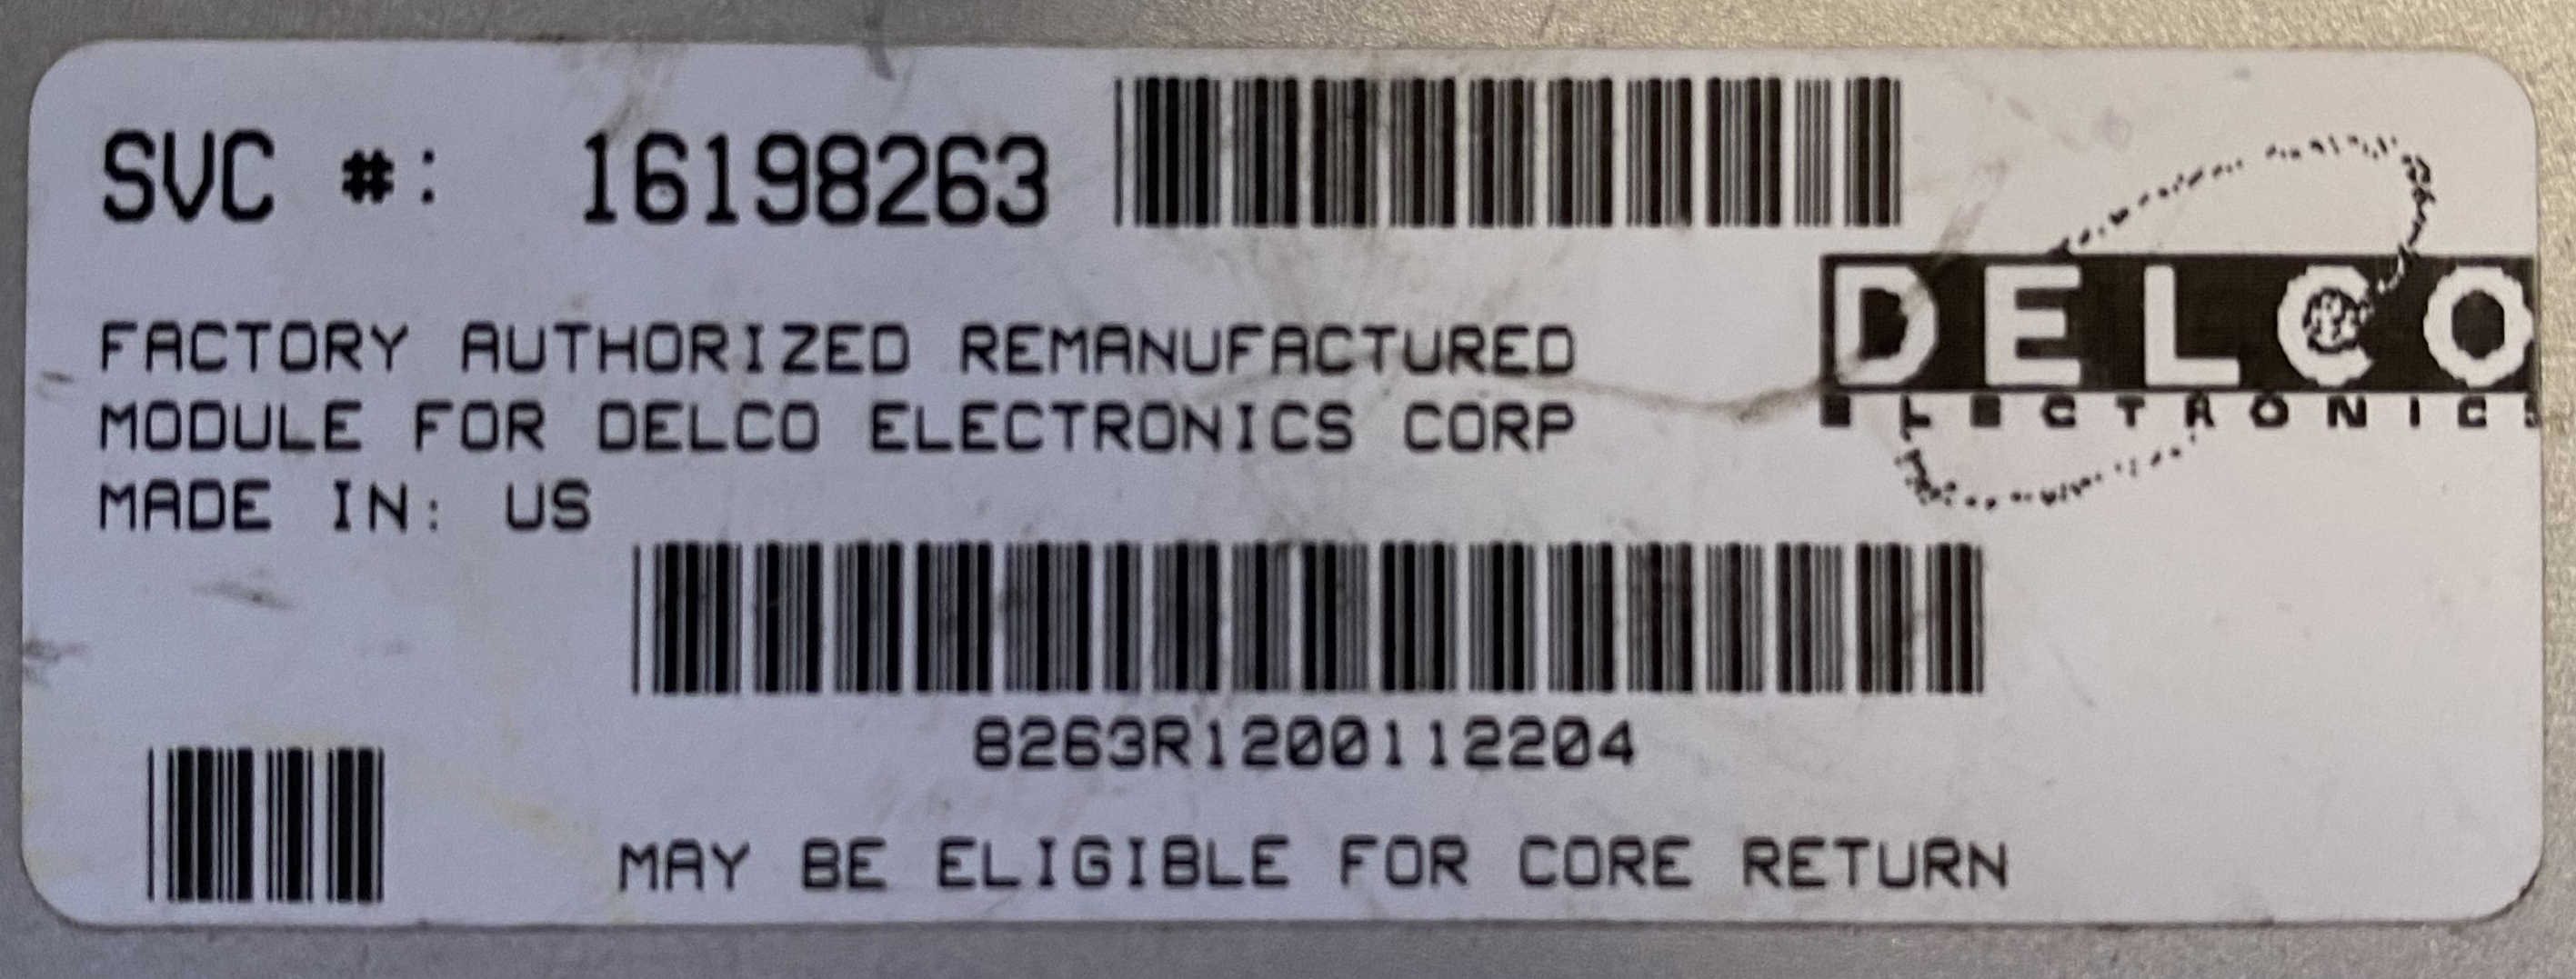 SVC #: 16198263
DELCO
ELECTRONICS
FACTORY AUTHORIZED REMANUFACTURED
MODULE FOR DELCO ELECTRONICS CORP
MADE IN: US
8263R1200112204
MAY BE ELIGIBLE FOR CORE RETURN